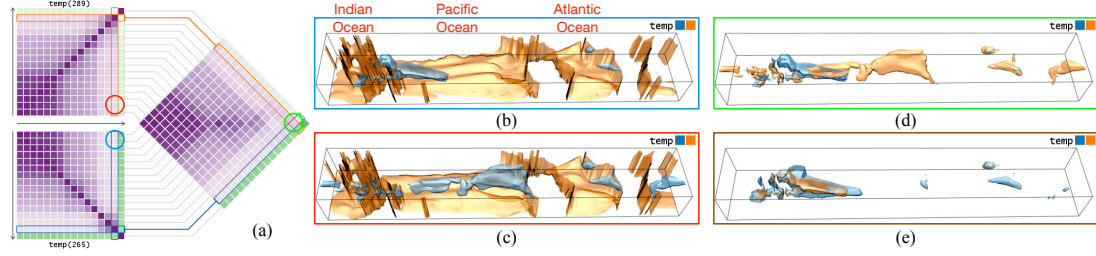 temp(289)
temp(265)
(a)
Indian Ocean
Pacific Ocean
Atlantic Ocean
temp
(b)
temp
(c)
temp
(d)
temp
(e)